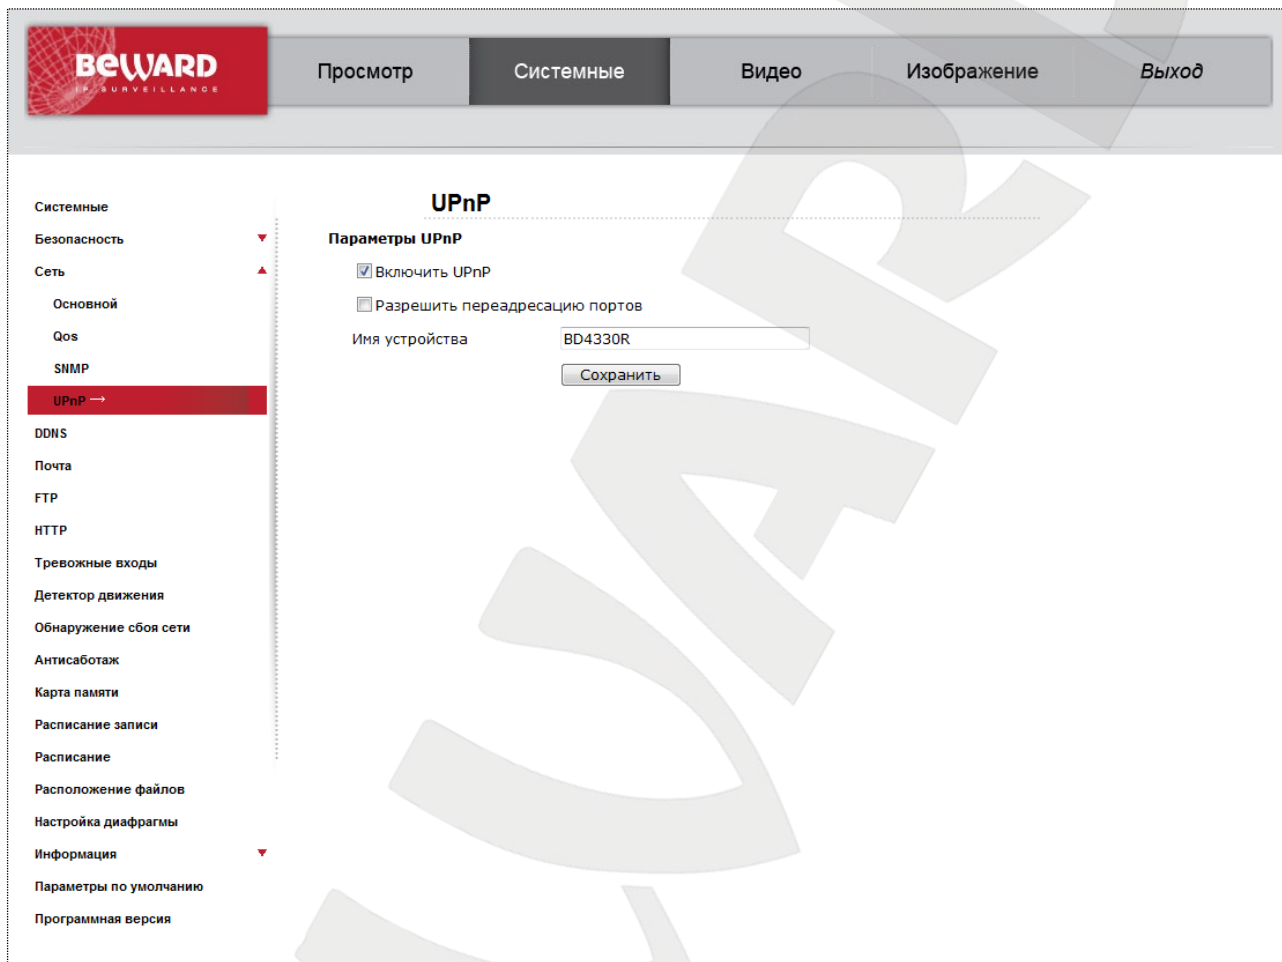 BEWARD
IP SURVEILLANCE
Просмотр
Системные
Видео
Изображение
Выход
Системные
Безопасность
Сеть
Основной
Qos
SNMP
UPnP →
DDNS
Почта
FTP
HTTP
Тревожные входы
Детектор движения
Обнаружение сбоя сети
Антисаботаж
Карта памяти
Расписание записи
Расписание
Расположение файлов
Настройка диафрагмы
Информация
Параметры по умолчанию
Программная версия
UPnP
Параметры UPnP
Включить UPnP
Разрешить переадресацию портов
Имя устройства BD4330R
Сохранить